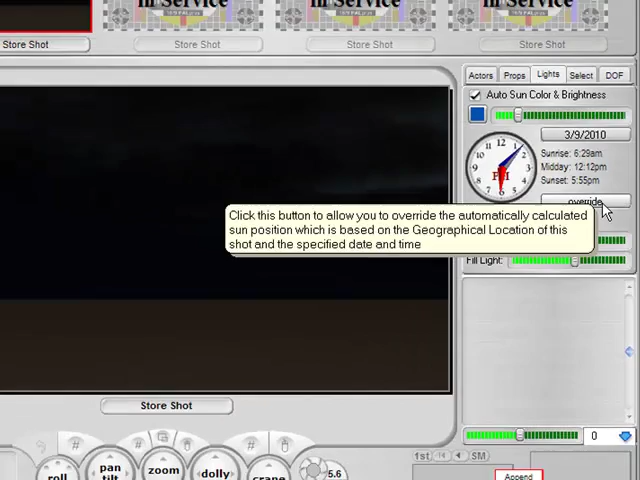 In Service
In Service
In Service
Store Shot
Store Shot
Store Shot
Store Shot
Actors
Props
Lights
Select
DOF
Auto Sun Color & Brightness
3/9/2010
12
Sunrise: 6:29am
Midday: 12:12pm
Sunset: 5:55pm
override
Click this button to allow you to override the automatically calculated
sun position which is based on the Geographical Location of this
shot and the specified date and time
Fill Light:
Store Shot
0
roll
pan
tilt
zoom
dolly
crane
5.6
1st
SM
Append